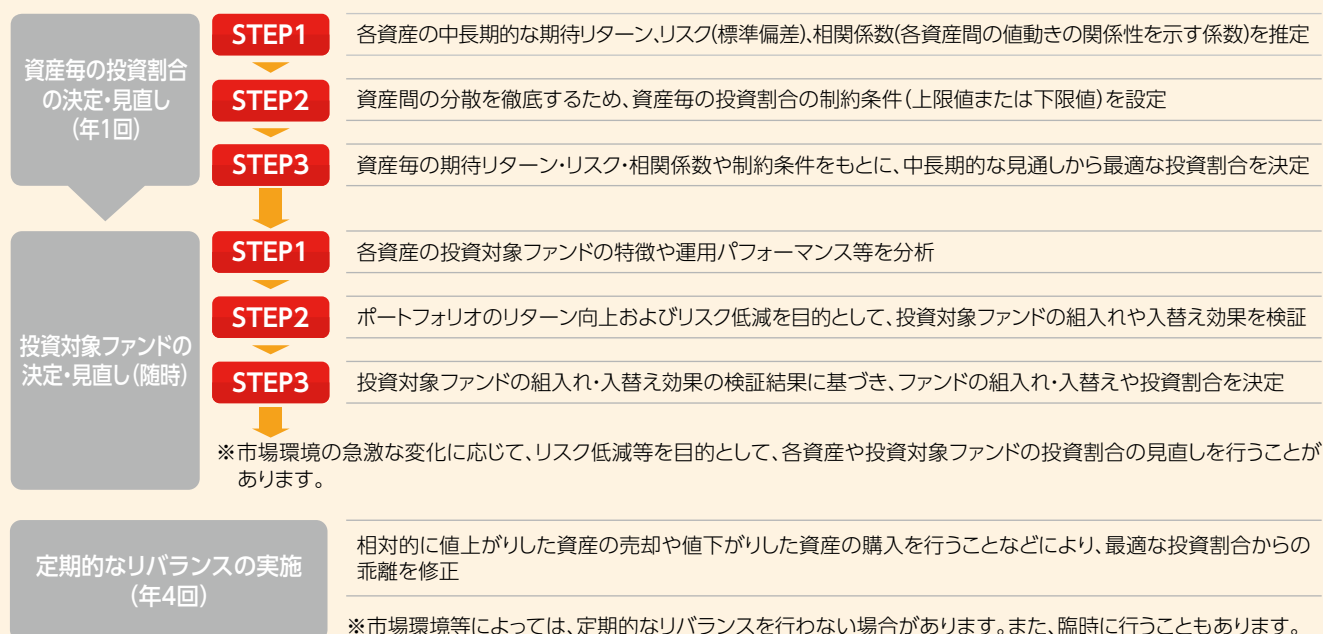 資産毎の投資割合
の決定・見直し
(年1回)
STEP1
各資産の中長期的な期待リターン、リスク(標準偏差)、相関係数(各資産間の値動きの関係性を示す係数)を推定
STEP2
資産間の分散を徹底するため、資産毎の投資割合の制約条件(上限値または下限値)を設定
STEP3
資産毎の期待リターン・リスク・相関係数や制約条件をもとに、中長期的な見通しから最適な投資割合を決定
投資対象ファンドの
決定・見直し(随時)
STEP1
各資産の投資対象ファンドの特徴や運用パフォーマンス等を分析
STEP2
ポートフォリオのリターン向上およびリスク低減を目的として、投資対象ファンドの組入れや入替え効果を検証
STEP3
投資対象ファンドの組入れ・入替え効果の検証結果に基づき、ファンドの組入れ・入替えや投資割合を決定
※市場環境の急激な変化に応じて、リスク低減等を目的として、各資産や投資対象ファンドの投資割合の見直しを行うことが
あります。
定期的なリバランスの実施
(年4回)
相対的に値上がりした資産の売却や値下がりした資産の購入を行うことなどにより、最適な投資割合からの
乖離を修正
※市場環境等によっては、定期的なリバランスを行わない場合があります。また、臨時に行うこともあります。